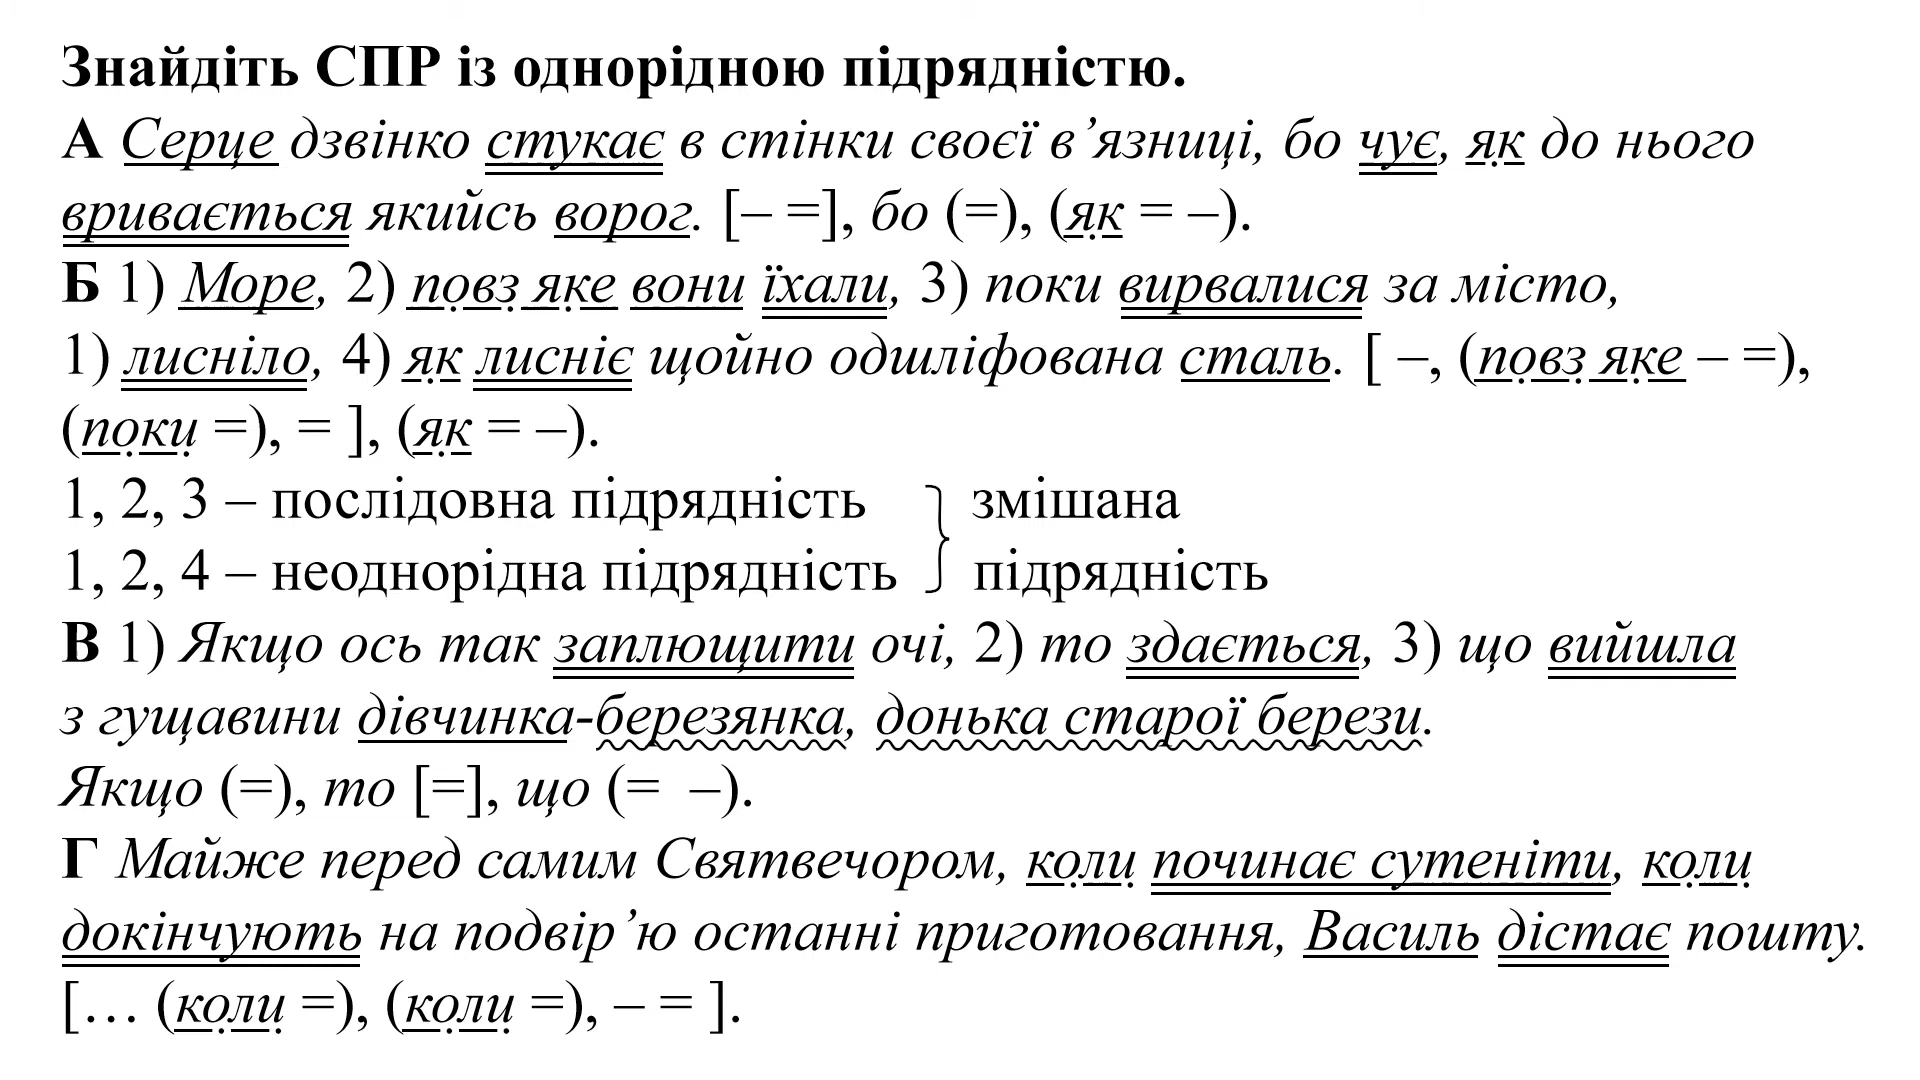 Знайдіть СПР із однорідною підрядністю.
А Серце дзвінко стукає в стінки своєї в’язниці, бо чує, як до нього
вривається якийсь ворог. [– =], бо (=), (як = –).
Б 1) Море, 2) повз яке вони їхали, 3) поки вирвалися за місто,
1) лисніло, 4) як лисніє щойно одшліфована сталь. [ –, (повз яке – =),
(поки =), = ], (як = –).
1, 2, 3 – послідовна підрядність } змішана
1, 2, 4 – неоднорідна підрядність підрядність
В 1) Якщо ось так заплющити очі, 2) то здається, 3) що вийшла
з гущавини дівчинка-березянка, донька старої берези.
Якщо (=), то [=], що (= –).
Г Майже перед самим Святвечором, коли починає сутеніти, коли
докінчують на подвір’ю останні приготовання, Василь дістає пошту.
[… (коли =), (коли =), – = ].